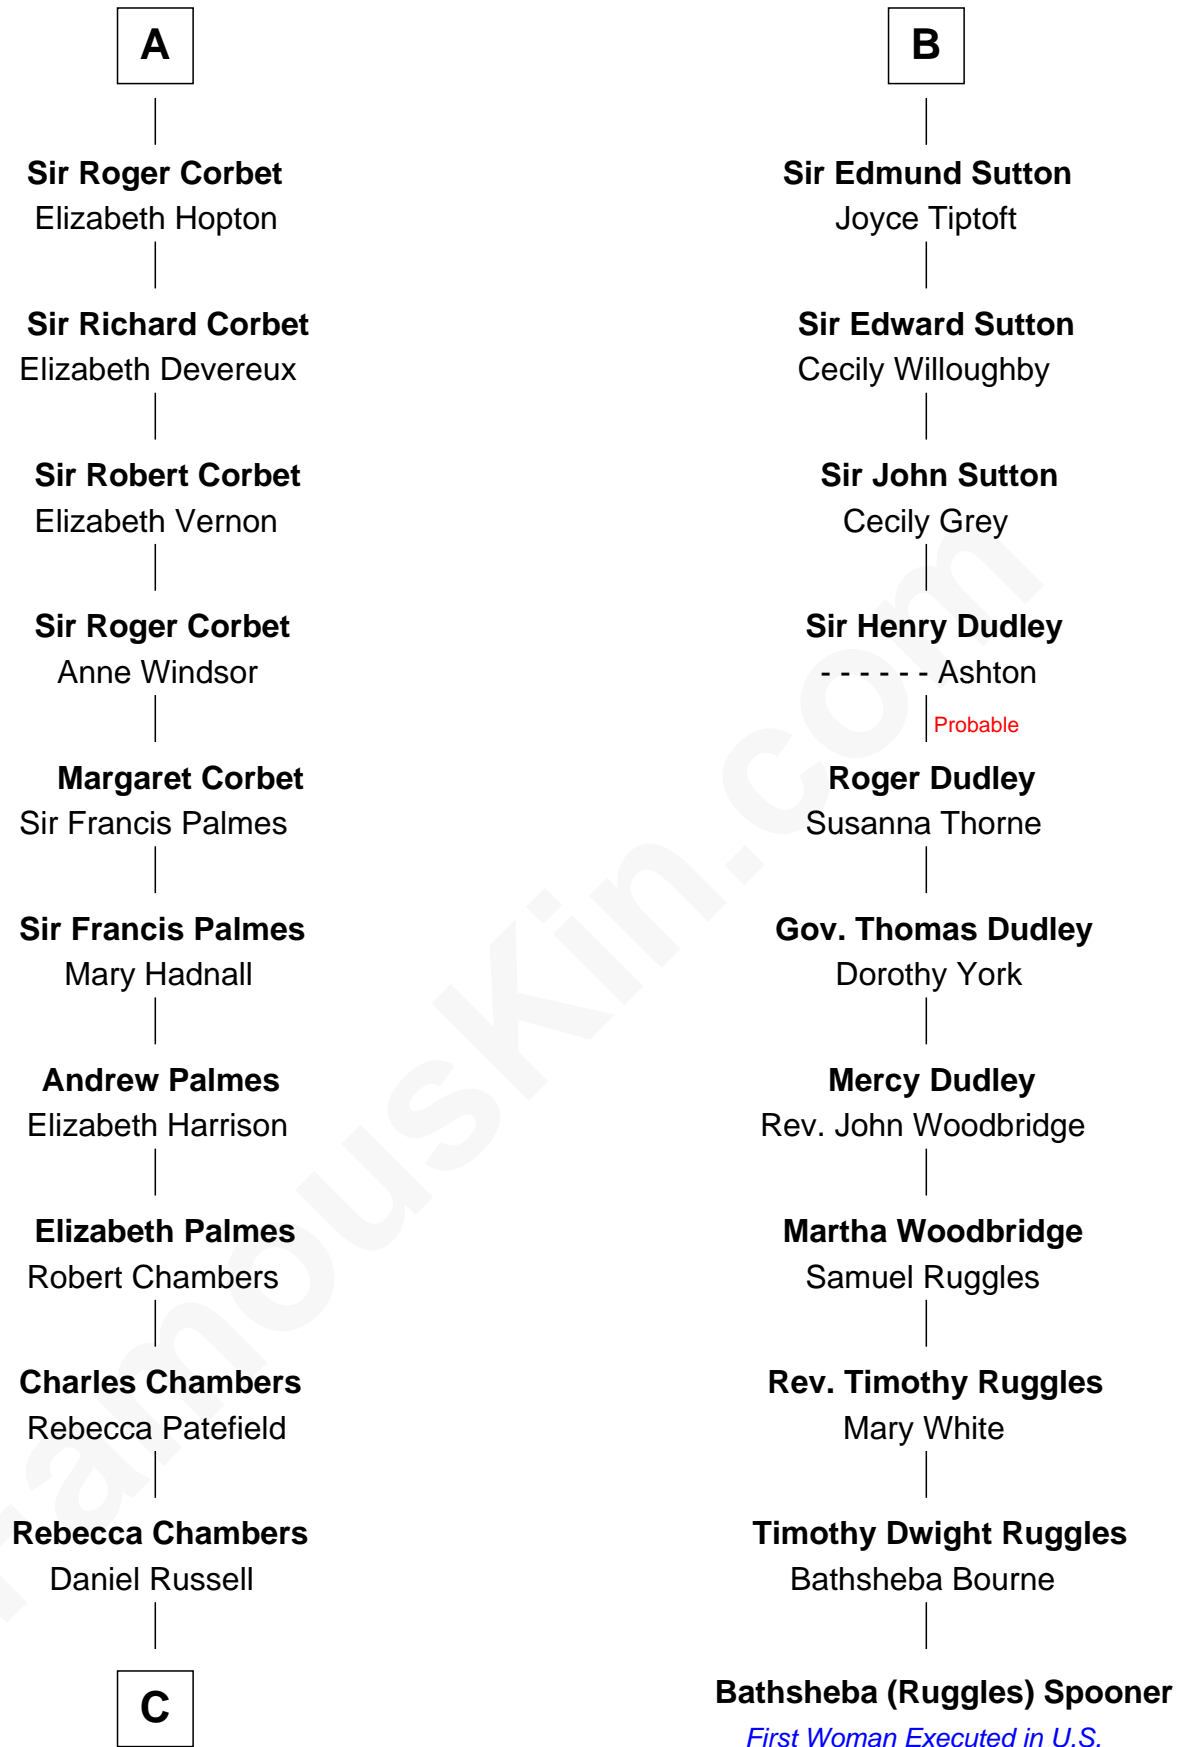 A
Sir Roger Corbet
Elizabeth Hopton
Sir Richard Corbet
Elizabeth Devereux
Sir Robert Corbet
Elizabeth Vernon
Sir Roger Corbet
Anne Windsor
Margaret Corbet
Sir Francis Palmes
Sir Francis Palmes
Mary Hadnall
Andrew Palmes
Elizabeth Harrison
Elizabeth Palmes
Robert Chambers
Charles Chambers
Rebecca Patefield
Rebecca Chambers
Daniel Russell
C
B
Sir Edmund Sutton
Joyce Tiptoft
Sir Edward Sutton
Cecily Willoughby
Sir John Sutton
Cecily Grey
Sir Henry Dudley
- - - - - - Ashton
Probable
Roger Dudley
Susanna Thorne
Gov. Thomas Dudley
Dorothy York
Mercy Dudley
Rev. John Woodbridge
Martha Woodbridge
Samuel Ruggles
Rev. Timothy Ruggles
Mary White
Timothy Dwight Ruggles
Bathsheba Bourne
Bathsheba (Ruggles) Spooner
First Woman Executed in U.S.
FamousKin.com